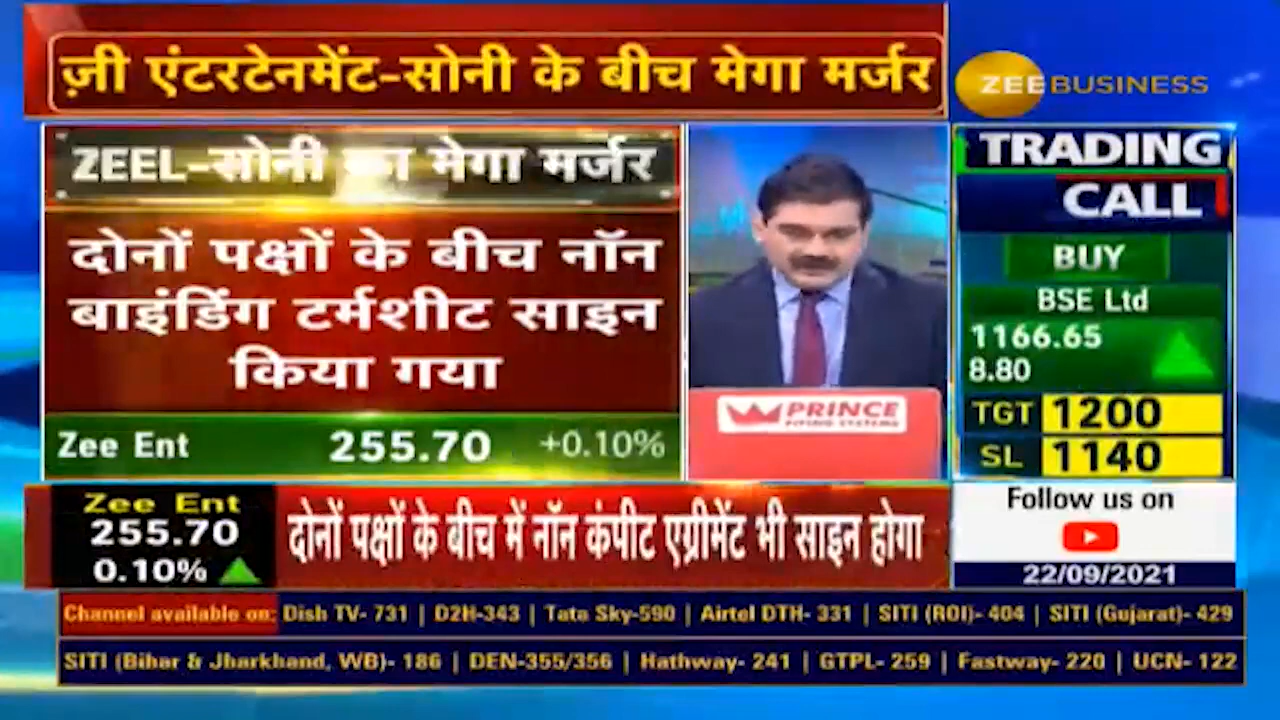 ज़ी एंटरटेनमेंट-सोनी के बीच मेगा मर्जर
ZEEBUSINESS
ZEEL-सोनी का मेगा मर्जर
दोनों पक्षों के बीच नॉन
बाइंडिंग टर्मशीट साइन
किया गया
Zee Ent 255.70 +0.10%
PRINCE
PIPING SYSTEMS
TRADING
CALL
BUY
BSE Ltd
1166.65
8.80
TGT 1200
SL 1140
Zee Ent
255.70
0.10%
दोनों पक्षों के बीच में नॉन कंपीट एग्रीमेंट भी साइन होगा
Follow us on
22/09/2021
Channel available on: Dish TV- 731 | D2H-343 | Tata Sky-590 | Airtel DTH- 331 | SITI (ROI)- 404 | SITI (Gujarat)- 429
SITI (Bihar & Jharkhand, WB)- 186 | DEN-355/356 | Hathway- 241 | GTPL- 259 | Fastway- 220 | UCN- 122